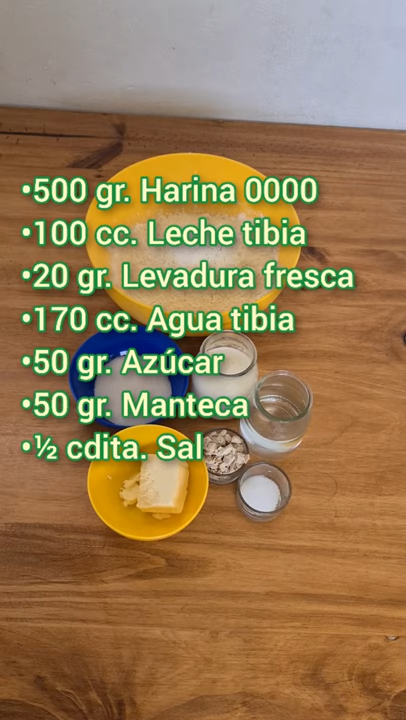 •500 gr. Harina 0000
•100 cc. Leche tibia
•20 gr. Levadura fresca
•170 cc. Agua tibia
•50 gr. Azúcar
•50 gr. Manteca
•½ cdita. Sal